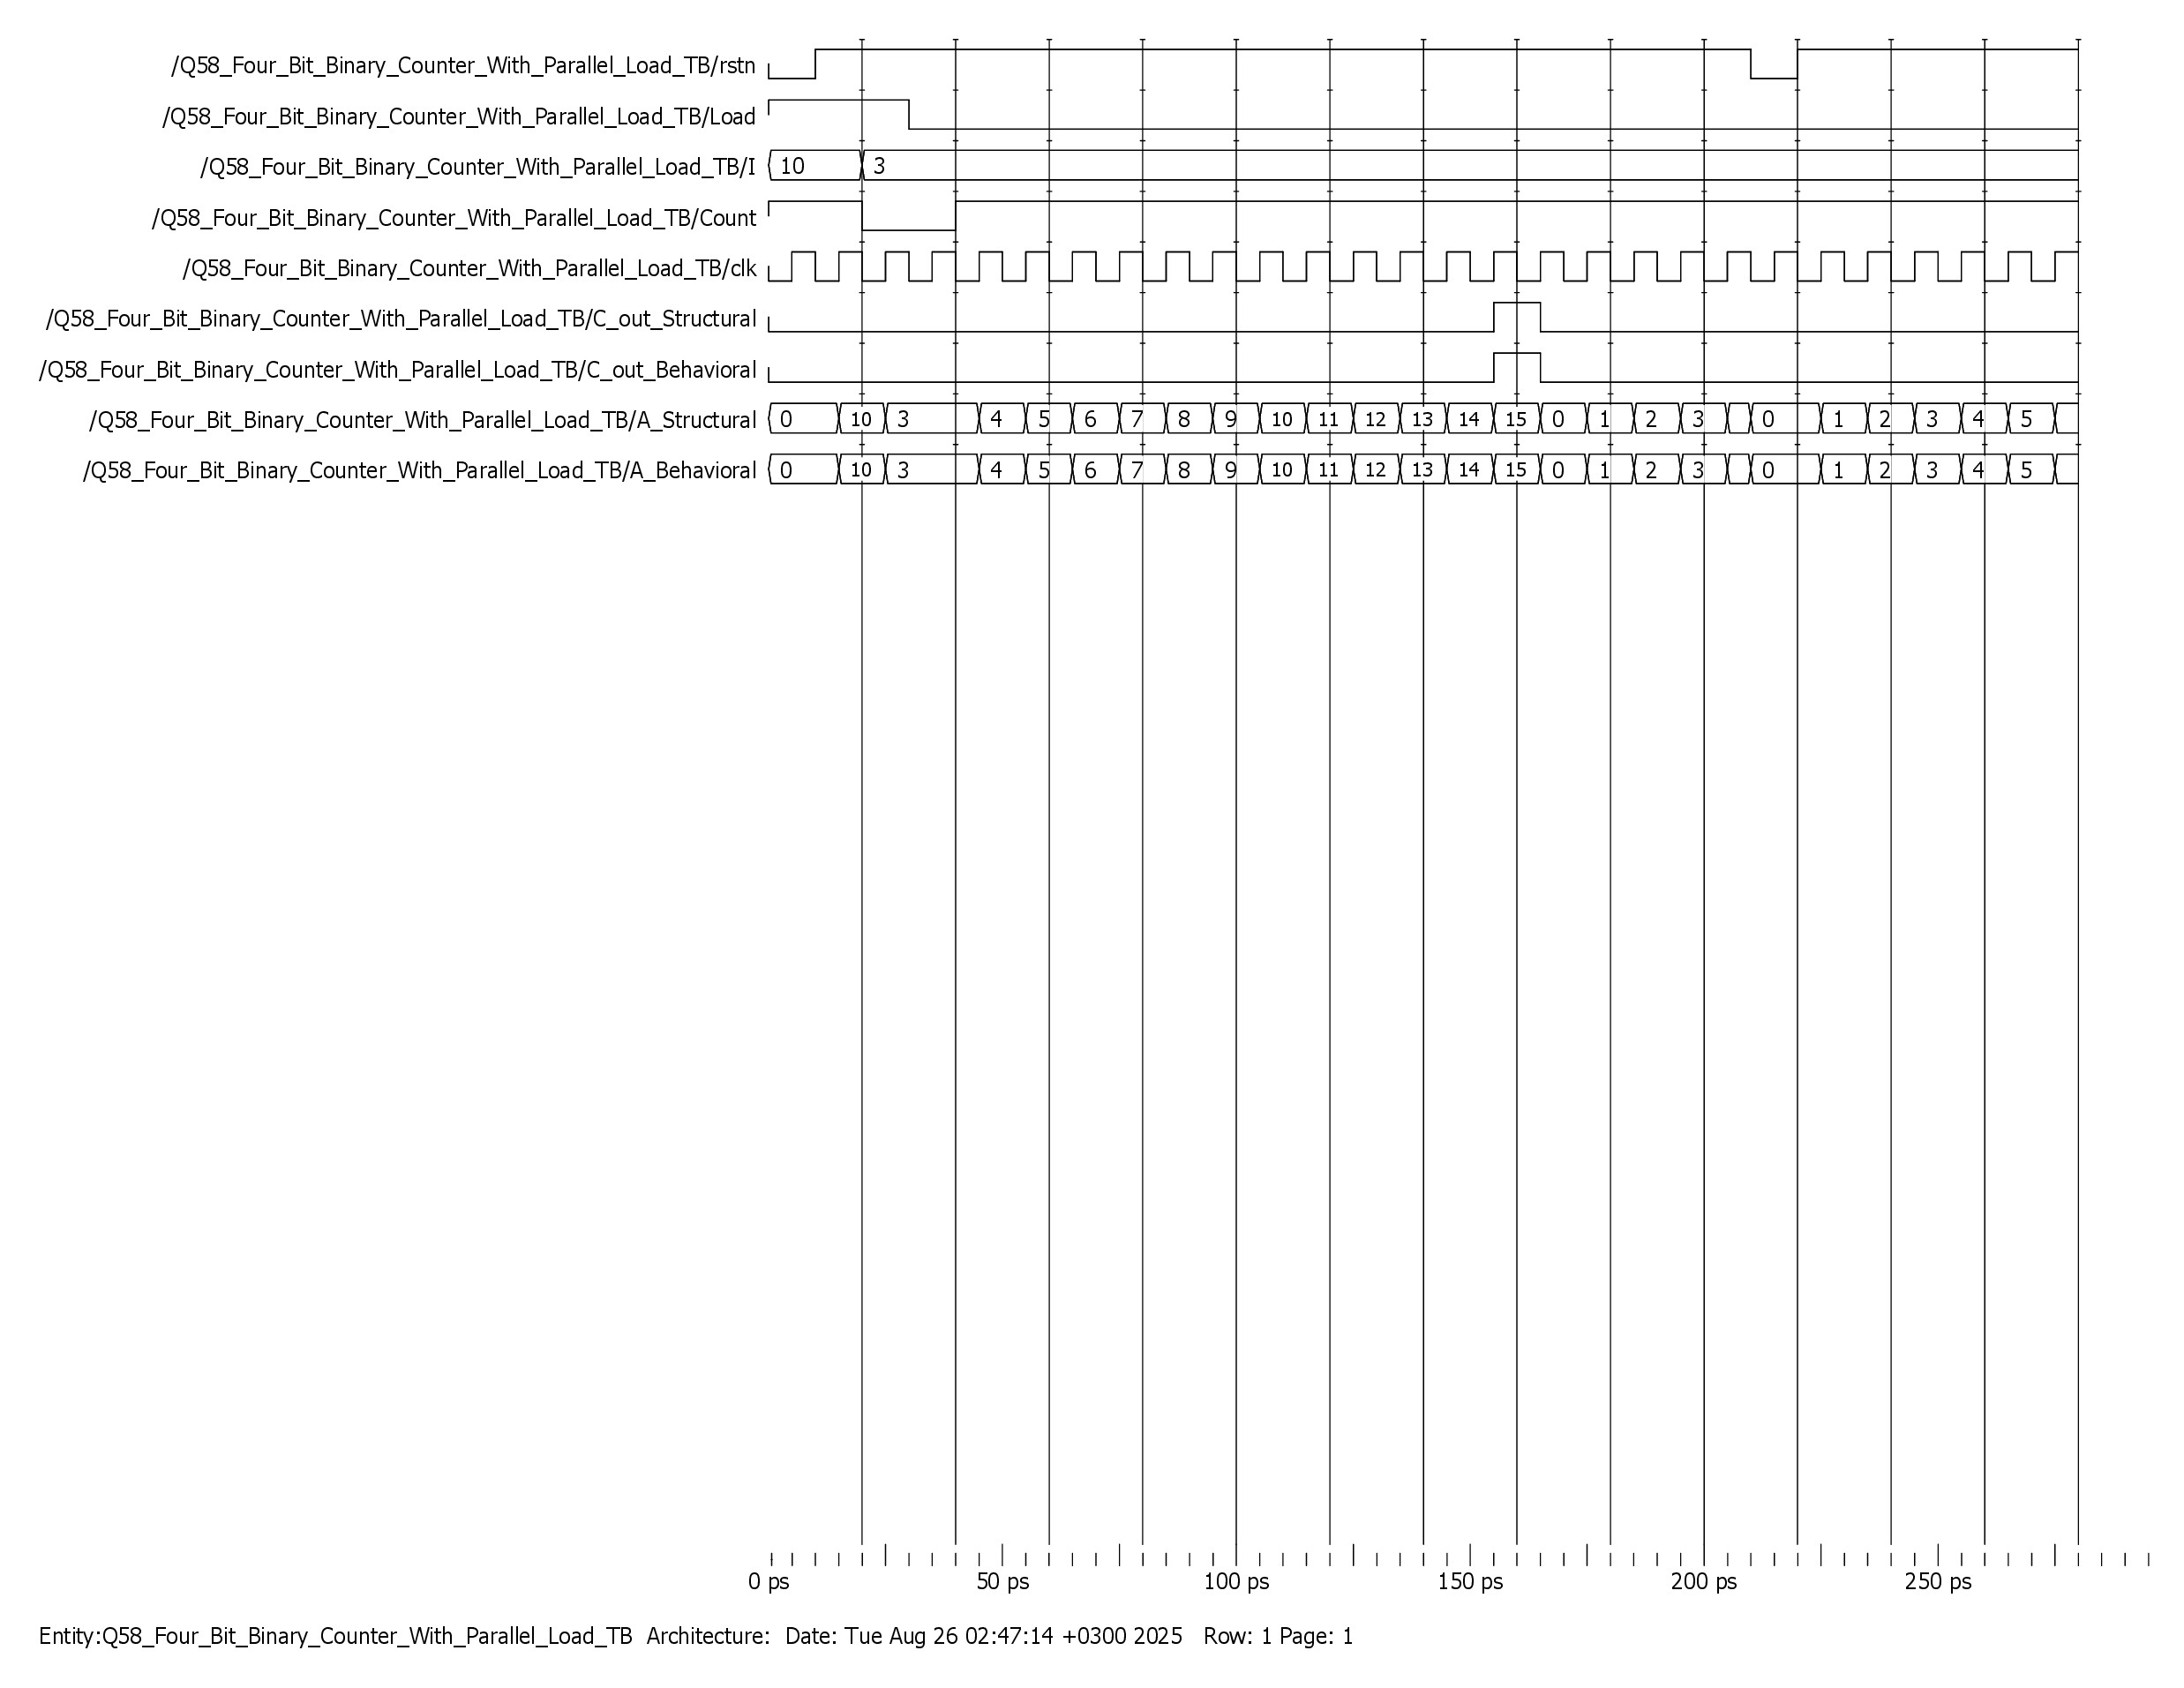 /Q58_Four_Bit_Binary_Counter_With_Parallel_Load_TB/rstn
/Q58_Four_Bit_Binary_Counter_With_Parallel_Load_TB/Load
/Q58_Four_Bit_Binary_Counter_With_Parallel_Load_TB/I 10 3
/Q58_Four_Bit_Binary_Counter_With_Parallel_Load_TB/Count
/Q58_Four_Bit_Binary_Counter_With_Parallel_Load_TB/clk
/Q58_Four_Bit_Binary_Counter_With_Parallel_Load_TB/C_out_Structural
/Q58_Four_Bit_Binary_Counter_With_Parallel_Load_TB/C_out_Behavioral
/Q58_Four_Bit_Binary_Counter_With_Parallel_Load_TB/A_Structural 0 10 3 4 5 6 7 8 9 10 11 12 13 14 15 0 1 2 3 0 1 2 3 4 5
/Q58_Four_Bit_Binary_Counter_With_Parallel_Load_TB/A_Behavioral 0 10 3 4 5 6 7 8 9 10 11 12 13 14 15 0 1 2 3 0 1 2 3 4 5
0 ps 50 ps 100 ps 150 ps 200 ps 250 ps
Entity:Q58_Four_Bit_Binary_Counter_With_Parallel_Load_TB Architecture: Date: Tue Aug 26 02:47:14 +0300 2025 Row: 1 Page: 1